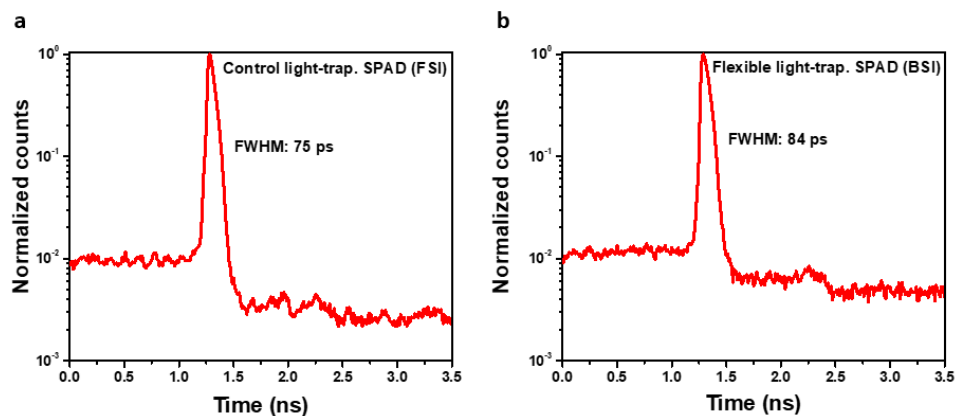 a
Normalized counts
10⁰
10⁻¹
10⁻²
10⁻³
Control light-trap. SPAD (FSI)
FWHM: 75 ps
0.0 0.5 1.0 1.5 2.0 2.5 3.0 3.5
Time (ns)
b
Normalized counts
10⁰
10⁻¹
10⁻²
10⁻³
Flexible light-trap. SPAD (BSI)
FWHM: 84 ps
0.0 0.5 1.0 1.5 2.0 2.5 3.0 3.5
Time (ns)